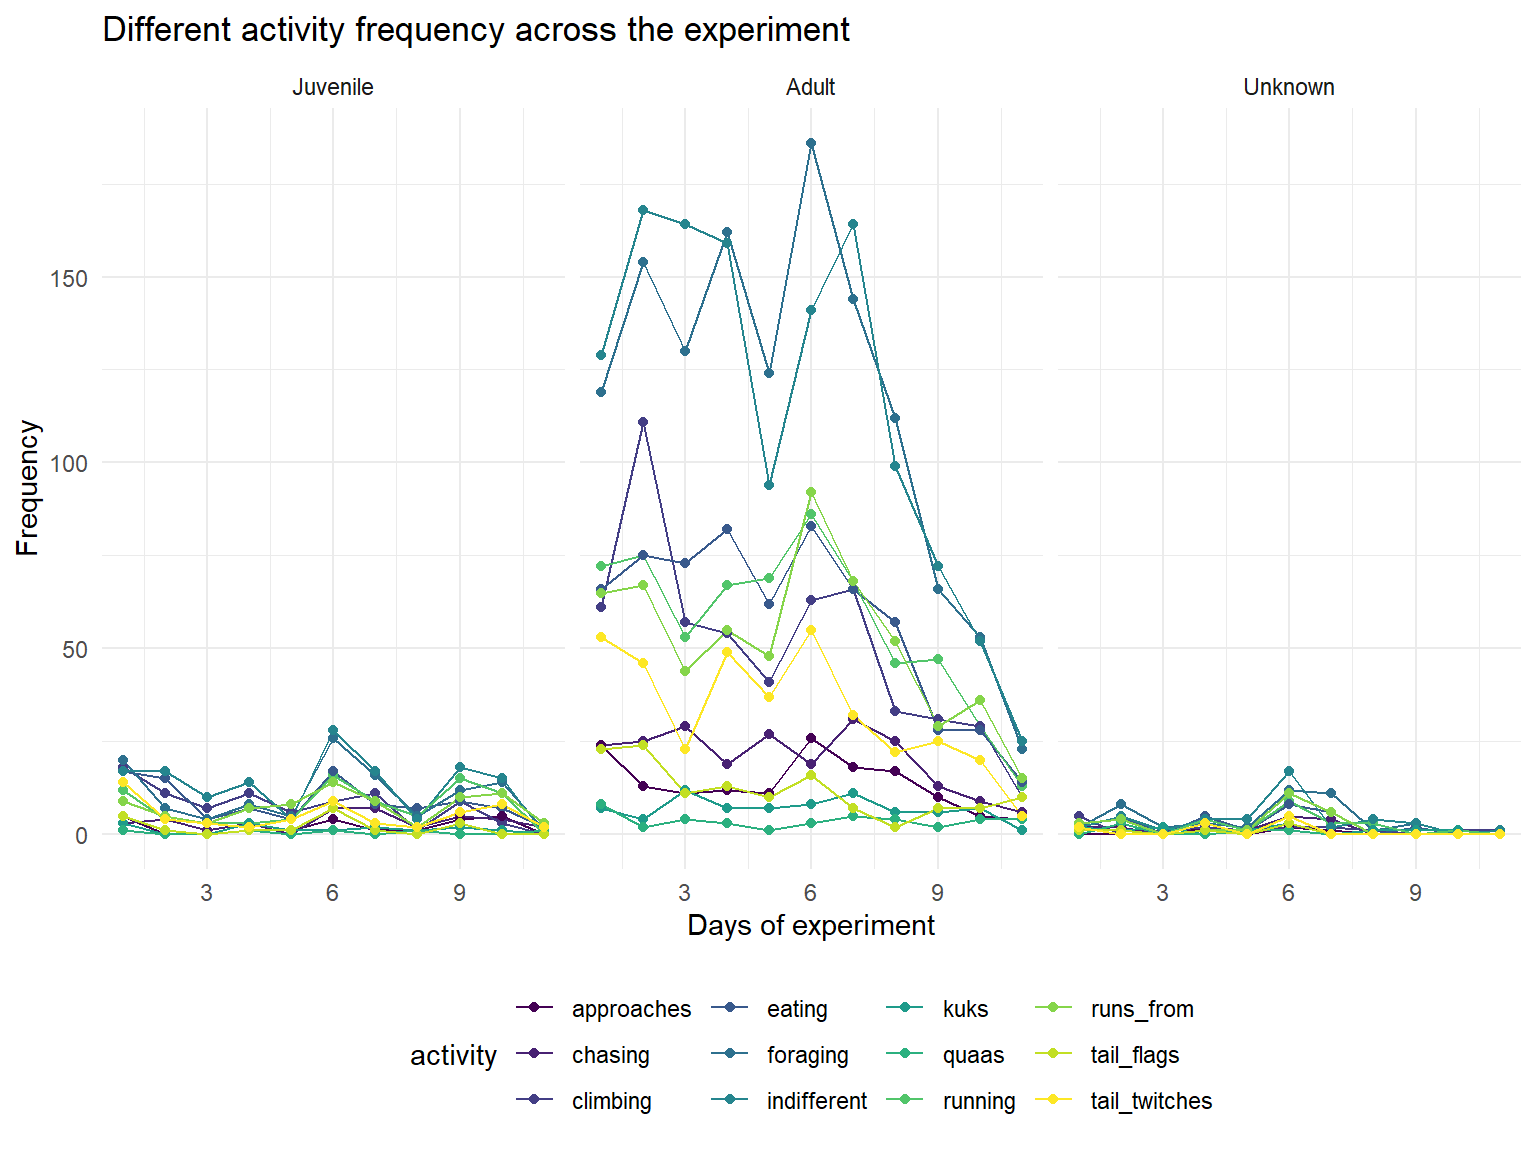 Different activity frequency across the experiment
Juvenile Adult Unknown
Frequency
150
100
50
0
3 6 9 3 6 9 3 6 9
Days of experiment
activity
approaches eating kuks runs_from
chasing foraging quaas tail_flags
climbing indifferent running tail_twitches